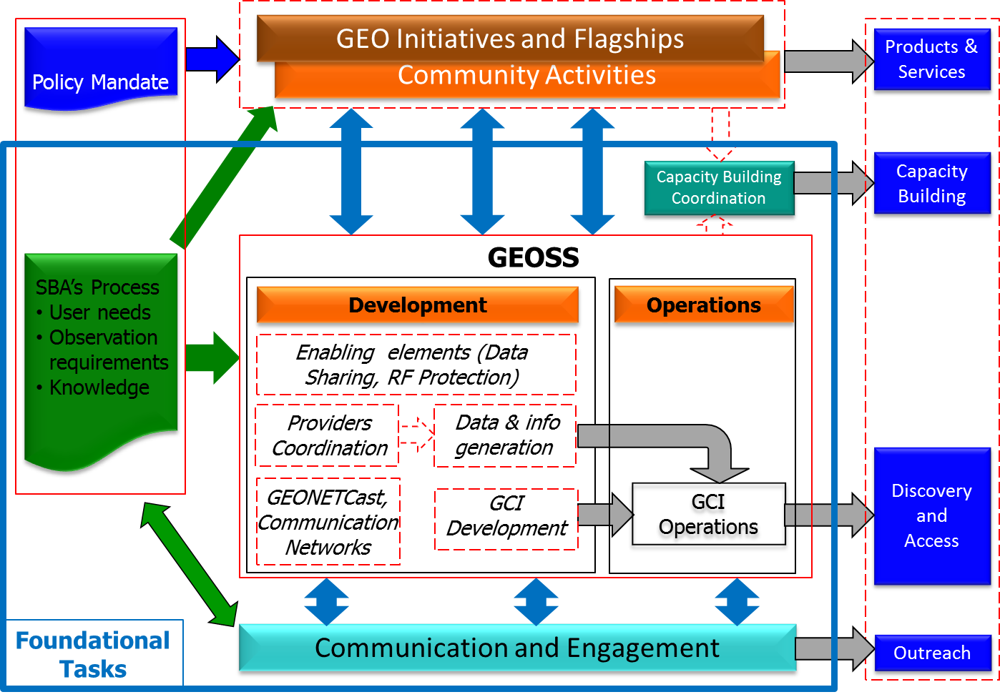 GEO Initiatives and Flagships
Community Activities
Policy Mandate
Products &
Services
Capacity Building
Coordination
Capacity
Building
SBA's Process
• User needs
• Observation
requirements
• Knowledge
GEOSS
Development
Operations
Enabling elements (Data
Sharing, RF Protection)
Providers
Coordination
Data & info
generation
GEONETCast,
Communication
Networks
GCI
Development
GCI
Operations
Discovery
and
Access
Foundational
Tasks
Communication and Engagement
Outreach